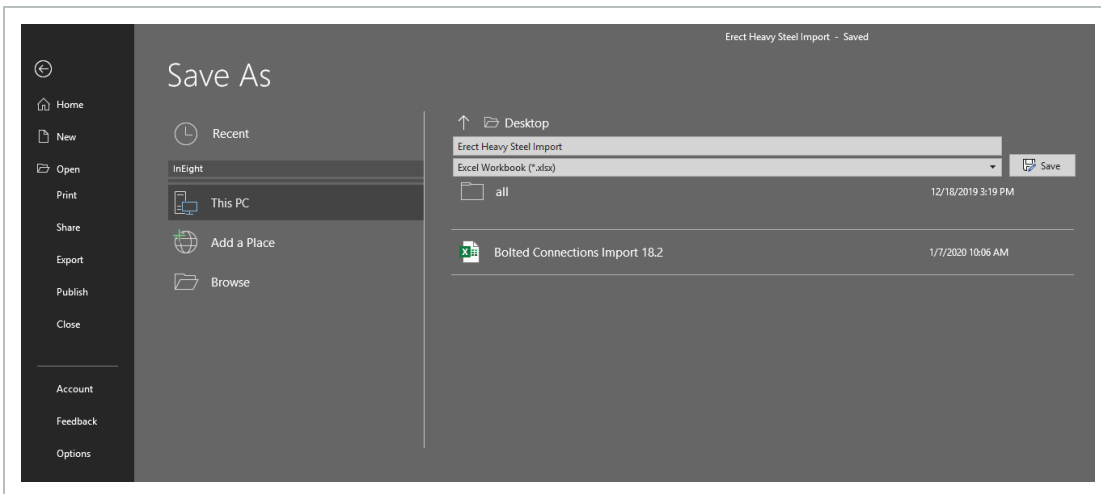 Erect Heavy Steel Import - Saved
Save As
Home
New
Open
Print
Share
Export
Publish
Close
Account
Feedback
Options
Recent
InEight
This PC
Add a Place
Browse
Desktop
Erect Heavy Steel Import
Excel Workbook (*.xlsx)
Save
all 12/18/2019 3:19 PM
Bolted Connections Import 18.2 1/7/2020 10:06 AM